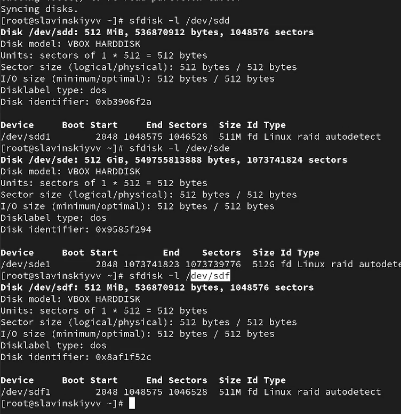 Syncing disks.
[root@slavinskiyvv ~]# sfdisk -l /dev/sdd
Disk /dev/sdd: 512 MiB, 536870912 bytes, 1048576 sectors
Disk model: VBOX HARDDISK
Units: sectors of 1 * 512 = 512 bytes
Sector size (logical/physical): 512 bytes / 512 bytes
I/O size (minimum/optimal): 512 bytes / 512 bytes
Disklabel type: dos
Disk identifier: 0xb3906f2a
Device     Boot Start     End Sectors  Size Id Type
/dev/sdd1        2048 1048575 1046528  511M fd Linux raid autodetect
[root@slavinskiyvv ~]# sfdisk -l /dev/sde
Disk /dev/sde: 512 GiB, 549755813888 bytes, 1073741824 sectors
Disk model: VBOX HARDDISK
Units: sectors of 1 * 512 = 512 bytes
Sector size (logical/physical): 512 bytes / 512 bytes
I/O size (minimum/optimal): 512 bytes / 512 bytes
Disklabel type: dos
Disk identifier: 0x9585f294
Device     Boot Start        End    Sectors  Size Id Type
/dev/sde1        2048 1073741823 1073739776  512G fd Linux raid autodete
[root@slavinskiyvv ~]# sfdisk -l /dev/sdf
Disk /dev/sdf: 512 MiB, 536870912 bytes, 1048576 sectors
Disk model: VBOX HARDDISK
Units: sectors of 1 * 512 = 512 bytes
Sector size (logical/physical): 512 bytes / 512 bytes
I/O size (minimum/optimal): 512 bytes / 512 bytes
Disklabel type: dos
Disk identifier: 0x8af1f52c
Device     Boot Start     End Sectors  Size Id Type
/dev/sdf1        2048 1048575 1046528  511M fd Linux raid autodetect
[root@slavinskiyvv ~]#